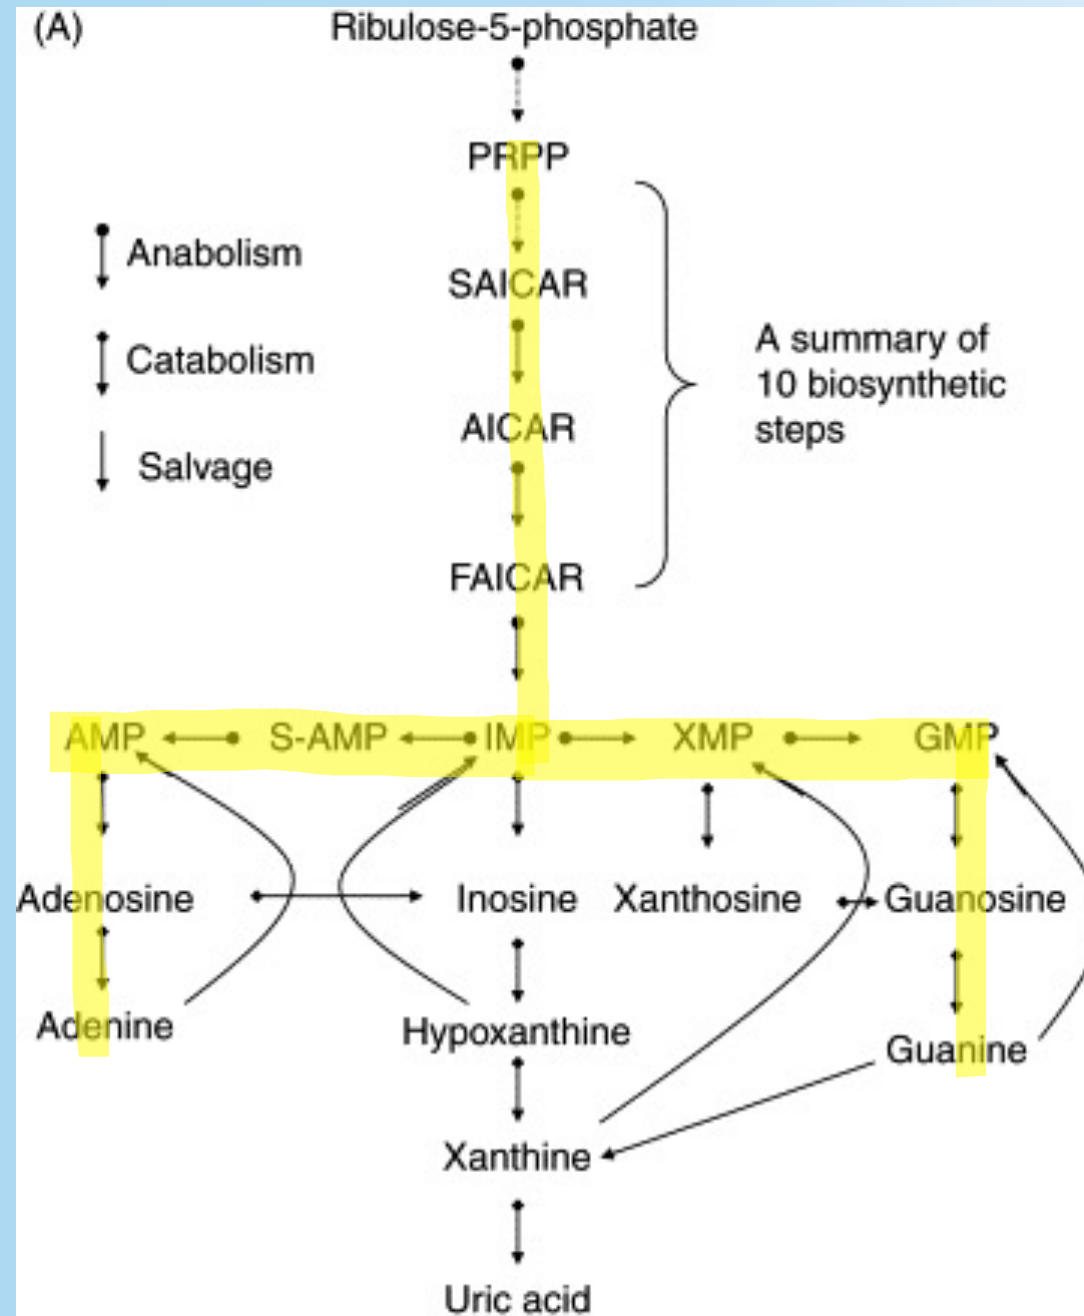 (A)
Ribulose-5-phosphate
PRPP
Anabolism
SAICAR
Catabolism
A summary of
10 biosynthetic
steps
AICAR
Salvage
FAICAR
AMP S-AMP IMP XMP GMP
Adenosine Inosine Xanthosine Guanosine
Adenine Hypoxanthine Guanine
Xanthine
Uric acid